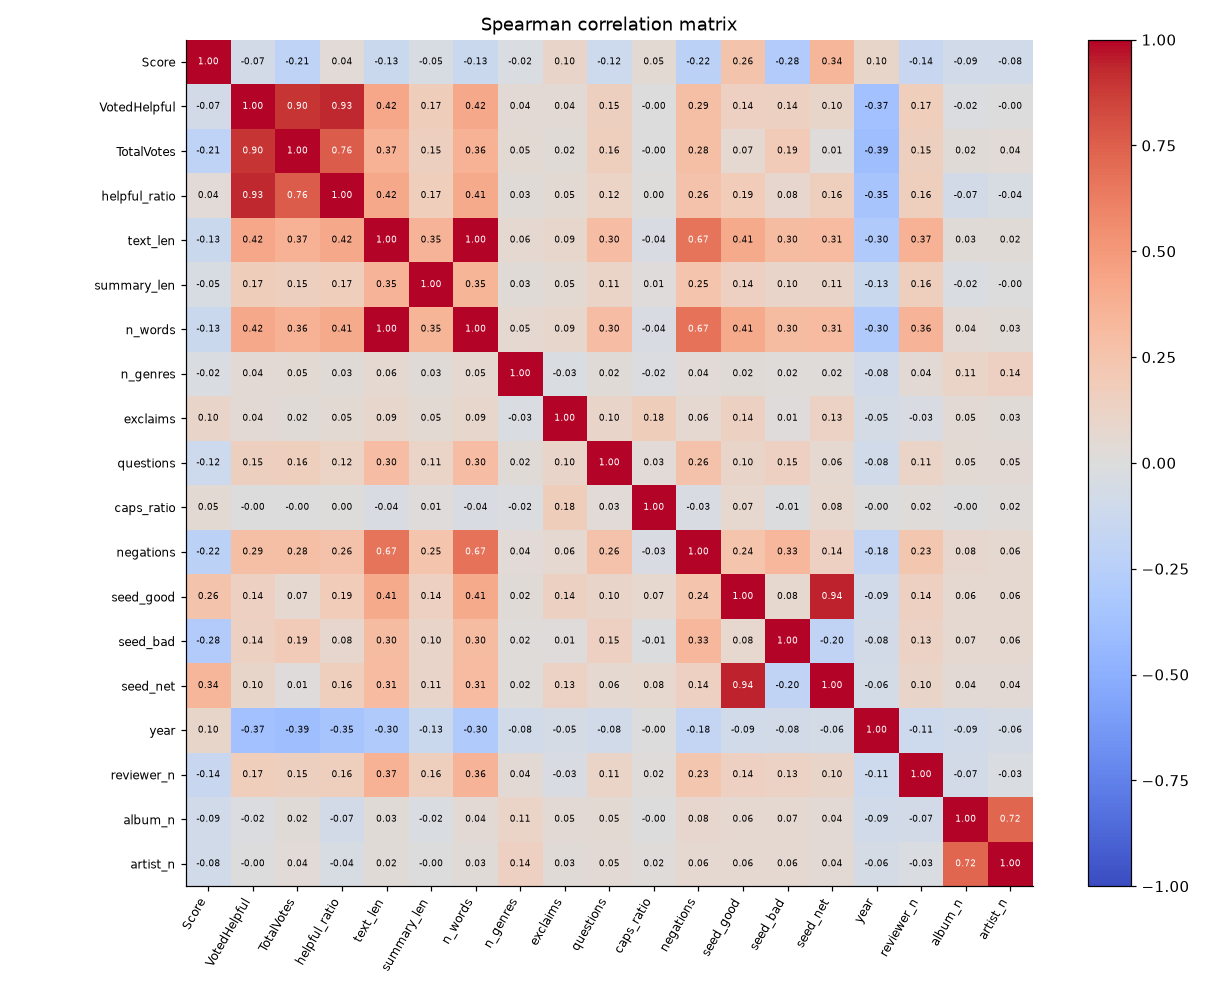 Spearman correlation matrix
Score 1.00 -0.07 -0.21 0.04 -0.13 -0.05 -0.13 -0.02 0.10 -0.12 0.05 -0.22 0.26 -0.28 0.34 0.10 -0.14 -0.09 -0.08
VotedHelpful -0.07 1.00 0.90 0.93 0.42 0.17 0.42 0.04 0.04 0.15 -0.00 0.29 0.14 0.14 0.10 -0.37 0.17 -0.02 -0.00
TotalVotes -0.21 0.90 1.00 0.76 0.37 0.15 0.36 0.05 0.02 0.16 -0.00 0.28 0.07 0.19 0.01 -0.39 0.15 0.02 0.04
helpful_ratio 0.04 0.93 0.76 1.00 0.42 0.17 0.41 0.03 0.05 0.12 0.00 0.26 0.19 0.08 0.16 -0.35 0.16 -0.07 -0.04
text_len -0.13 0.42 0.37 0.42 1.00 0.35 1.00 0.06 0.09 0.30 -0.04 0.67 0.41 0.30 0.31 -0.30 0.37 0.03 0.02
summary_len -0.05 0.17 0.15 0.17 0.35 1.00 0.35 0.03 0.05 0.11 0.01 0.25 0.14 0.10 0.11 -0.13 0.16 -0.02 -0.00
n_words -0.13 0.42 0.36 0.41 1.00 0.35 1.00 0.05 0.09 0.30 -0.04 0.67 0.41 0.30 0.31 -0.30 0.36 0.04 0.03
n_genres -0.02 0.04 0.05 0.03 0.06 0.03 0.05 1.00 -0.03 0.02 -0.02 0.04 0.02 0.02 0.02 -0.08 0.04 0.11 0.14
exclaims 0.10 0.04 0.02 0.05 0.09 0.05 0.09 -0.03 1.00 0.10 0.18 0.06 0.14 0.01 0.13 -0.05 -0.03 0.05 0.03
questions -0.12 0.15 0.16 0.12 0.30 0.11 0.30 0.02 0.10 1.00 0.03 0.26 0.10 0.15 0.06 -0.08 0.11 0.05 0.05
caps_ratio 0.05 -0.00 -0.00 0.00 -0.04 0.01 -0.04 -0.02 0.18 0.03 1.00 -0.03 0.07 -0.01 0.08 -0.00 0.02 -0.00 0.02
negations -0.22 0.29 0.28 0.26 0.67 0.25 0.67 0.04 0.06 0.26 -0.03 1.00 0.24 0.33 0.14 -0.18 0.23 0.08 0.06
seed_good 0.26 0.14 0.07 0.19 0.41 0.14 0.41 0.02 0.14 0.10 0.07 0.24 1.00 0.08 0.94 -0.09 0.14 0.06 0.06
seed_bad -0.28 0.14 0.19 0.08 0.30 0.10 0.30 0.02 0.01 0.15 -0.01 0.33 0.08 1.00 -0.20 -0.08 0.13 0.07 0.06
seed_net 0.34 0.10 0.01 0.16 0.31 0.11 0.31 0.02 0.13 0.06 0.08 0.14 0.94 -0.20 1.00 -0.06 0.10 0.04 0.04
year 0.10 -0.37 -0.39 -0.35 -0.30 -0.13 -0.30 -0.08 -0.05 -0.08 -0.00 -0.18 -0.09 -0.08 -0.06 1.00 -0.11 -0.09 -0.06
reviewer_n -0.14 0.17 0.15 0.16 0.37 0.16 0.36 0.04 -0.03 0.11 0.02 0.23 0.14 0.13 0.10 -0.11 1.00 -0.07 -0.03
album_n -0.09 -0.02 0.02 -0.07 0.03 -0.02 0.04 0.11 0.05 0.05 -0.00 0.08 0.06 0.07 0.04 -0.09 -0.07 1.00 0.72
artist_n -0.08 -0.00 0.04 -0.04 0.02 -0.00 0.03 0.14 0.03 0.05 0.02 0.06 0.06 0.06 0.04 -0.06 -0.03 0.72 1.00
Score VotedHelpful TotalVotes helpful_ratio text_len summary_len n_words n_genres exclaims questions caps_ratio negations seed_good seed_bad seed_net year reviewer_n album_n artist_n
1.00
0.75
0.50
0.25
0.00
−0.25
−0.50
−0.75
−1.00